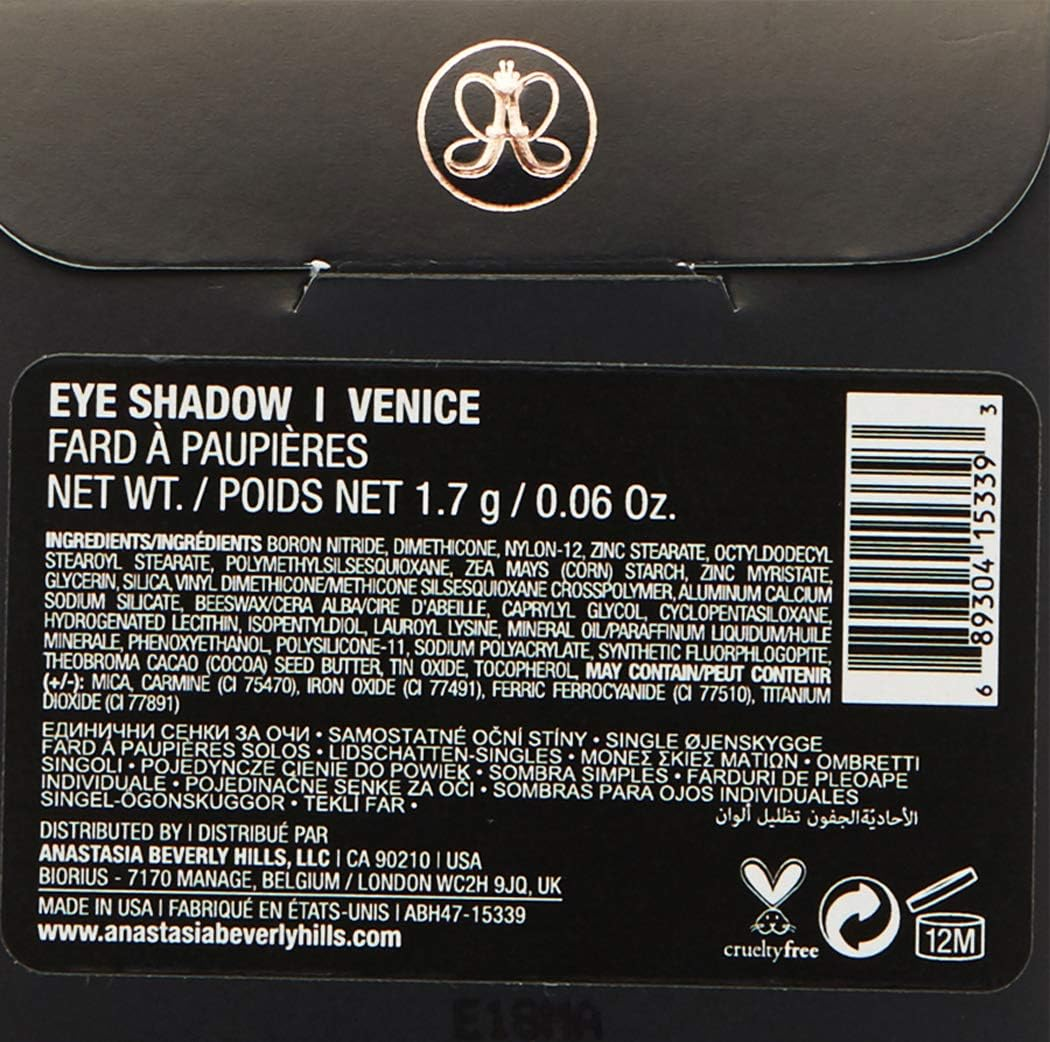 EYE SHADOW | VENICE
FARD À PAUPIÈRES
NET WT. / POIDS NET 1.7 g / 0.06 Oz.
INGREDIENTS/INGRÉDIENTS BORON NITRIDE, DIMETHICONE, NYLON-12, ZINC STEARATE, OCTYLDODECYL
STEAROYL STEARATE, POLYMETHYLSILSESQUIOXANE, ZEA MAYS (CORN) STARCH, ZINC MYRISTATE,
GLYCERIN, SILICA, VINYL DIMETHICONE/METHICONE SILSESQUIOXANE CROSSPOLYMER, ALUMINUM CALCIUM
SODIUM SILICATE, BEESWAX/CERA ALBA/CIRE D'ABEILLE, CAPRYLYL GLYCOL, CYCLOPENTASILOXANE,
HYDROGENATED LECITHIN, ISOPENTYLDIOL, LAUROYL LYSINE, MINERAL OIL/PARAFFINUM LIQUIDUM/HUILE
MINERALE, PHENOXYETHANOL, POLYSILICONE-11, SODIUM POLYACRYLATE, SYNTHETIC FLUORPHLOGOPITE,
THEOBROMA CACAO (COCOA) SEED BUTTER, TIN OXIDE, TOCOPHEROL, MAY CONTAIN/PEUT CONTENIR
(+/-): MICA, CARMINE (CI 75470), IRON OXIDE (CI 77491), FERRIC FERROCYANIDE (CI 77510), TITANIUM
DIOXIDE (CI 77891)
ЕДИНИЧНИ СЕНКИ ЗА ОЧИ • SAMOSTATNÉ OČNÍ STÍNY • SINGLE ØJENSKYGGE
FARD À PAUPIÈRES SOLOS • LIDSCHATTEN-SINGLES • ΜΟΝΕΣ ΣΚΙΕΣ ΜΑΤΙΩΝ • OMBRETTI
SINGOLI • POJEDYNCZE CIENIE DO POWIEK • SOMBRA SIMPLES • FARDURI DE PLEOAPE
INDIVIDUALE • POJEDINAČNE SENKE ZA OČI • SOMBRAS PARA OJOS INDIVIDUALES
SINGEL-ÖGONSKUGGOR • TEKLİ FAR •
الأحاديّةالجفون تظليل ألوان
DISTRIBUTED BY | DISTRIBUÉ PAR
ANASTASIA BEVERLY HILLS, LLC | CA 90210 | USA
BIORIUS - 7170 MANAGE, BELGIUM / LONDON WC2H 9JQ, UK
MADE IN USA | FABRIQUÉ EN ÉTATS-UNIS | ABH47-15339
www.anastasiabeverlyhills.com
6 89304 15339 3
crueltyfree
12M
E18MA